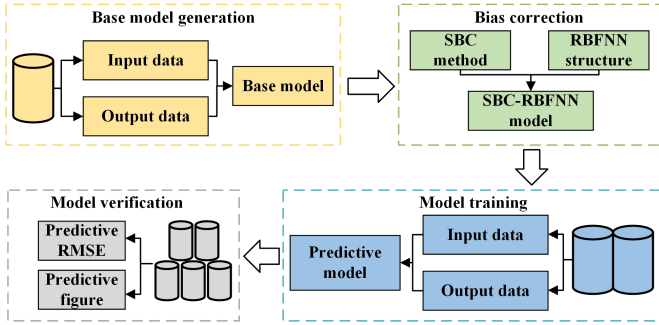 Base model generation
Input data
Output data
Base model
Bias correction
SBC
method
RBFNN
structure
SBC-RBFNN
model
Model verification
Predictive
RMSE
Predictive
figure
Model training
Predictive
model
Input data
Output data